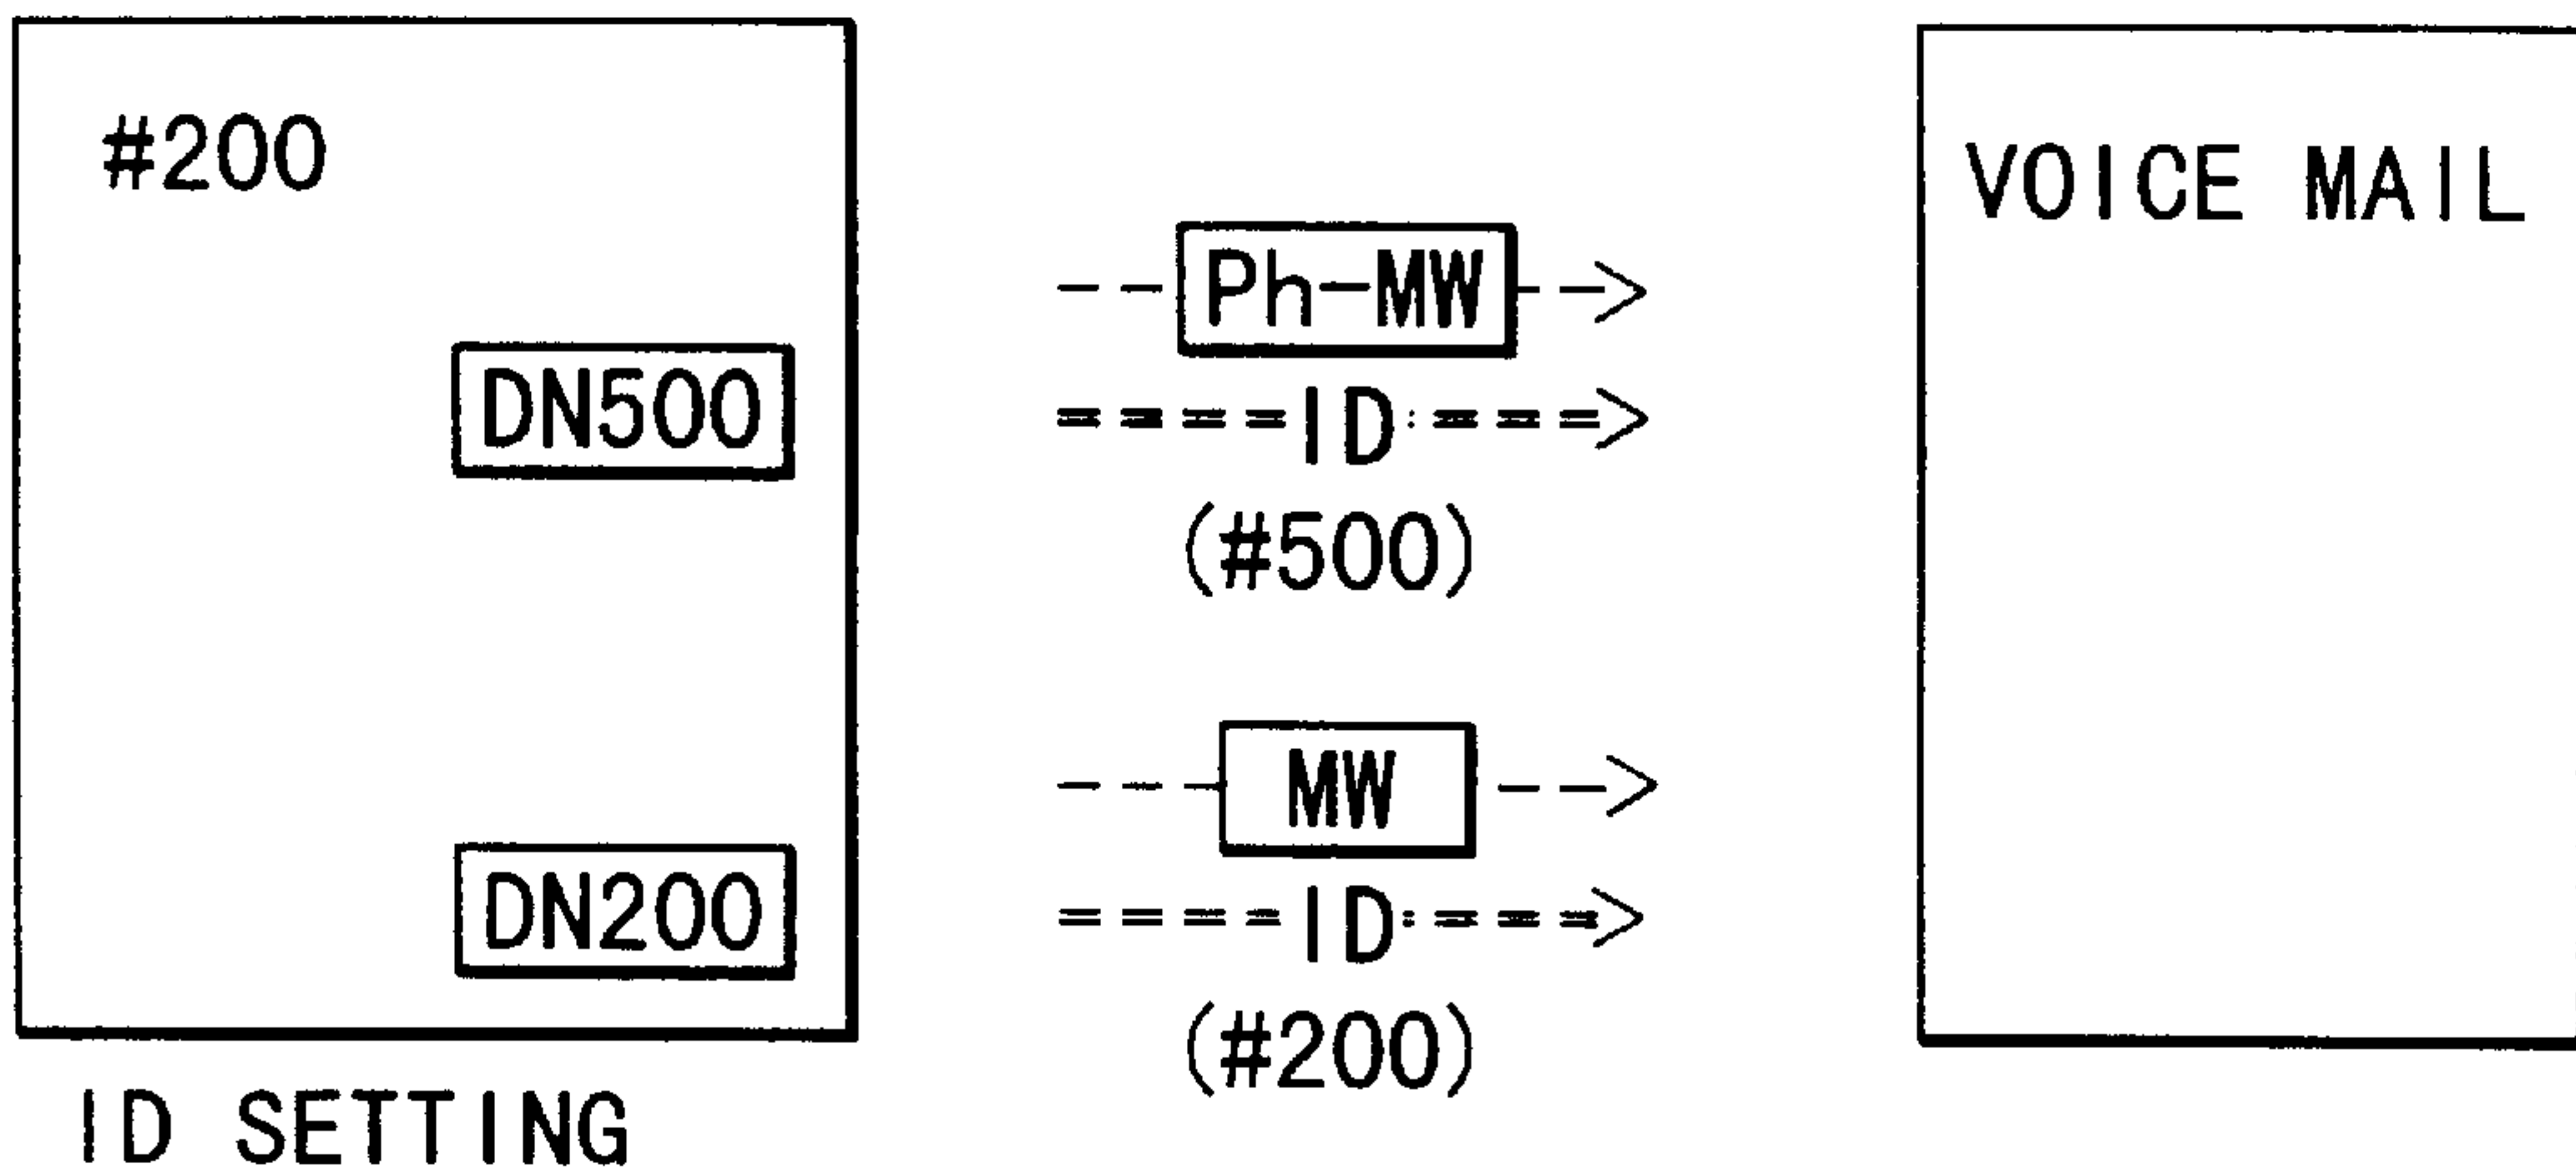 #200
DN500
DN200
ID SETTING
Ph-MW
ID
(#500)
MW
ID
(#200)
VOICE MAIL